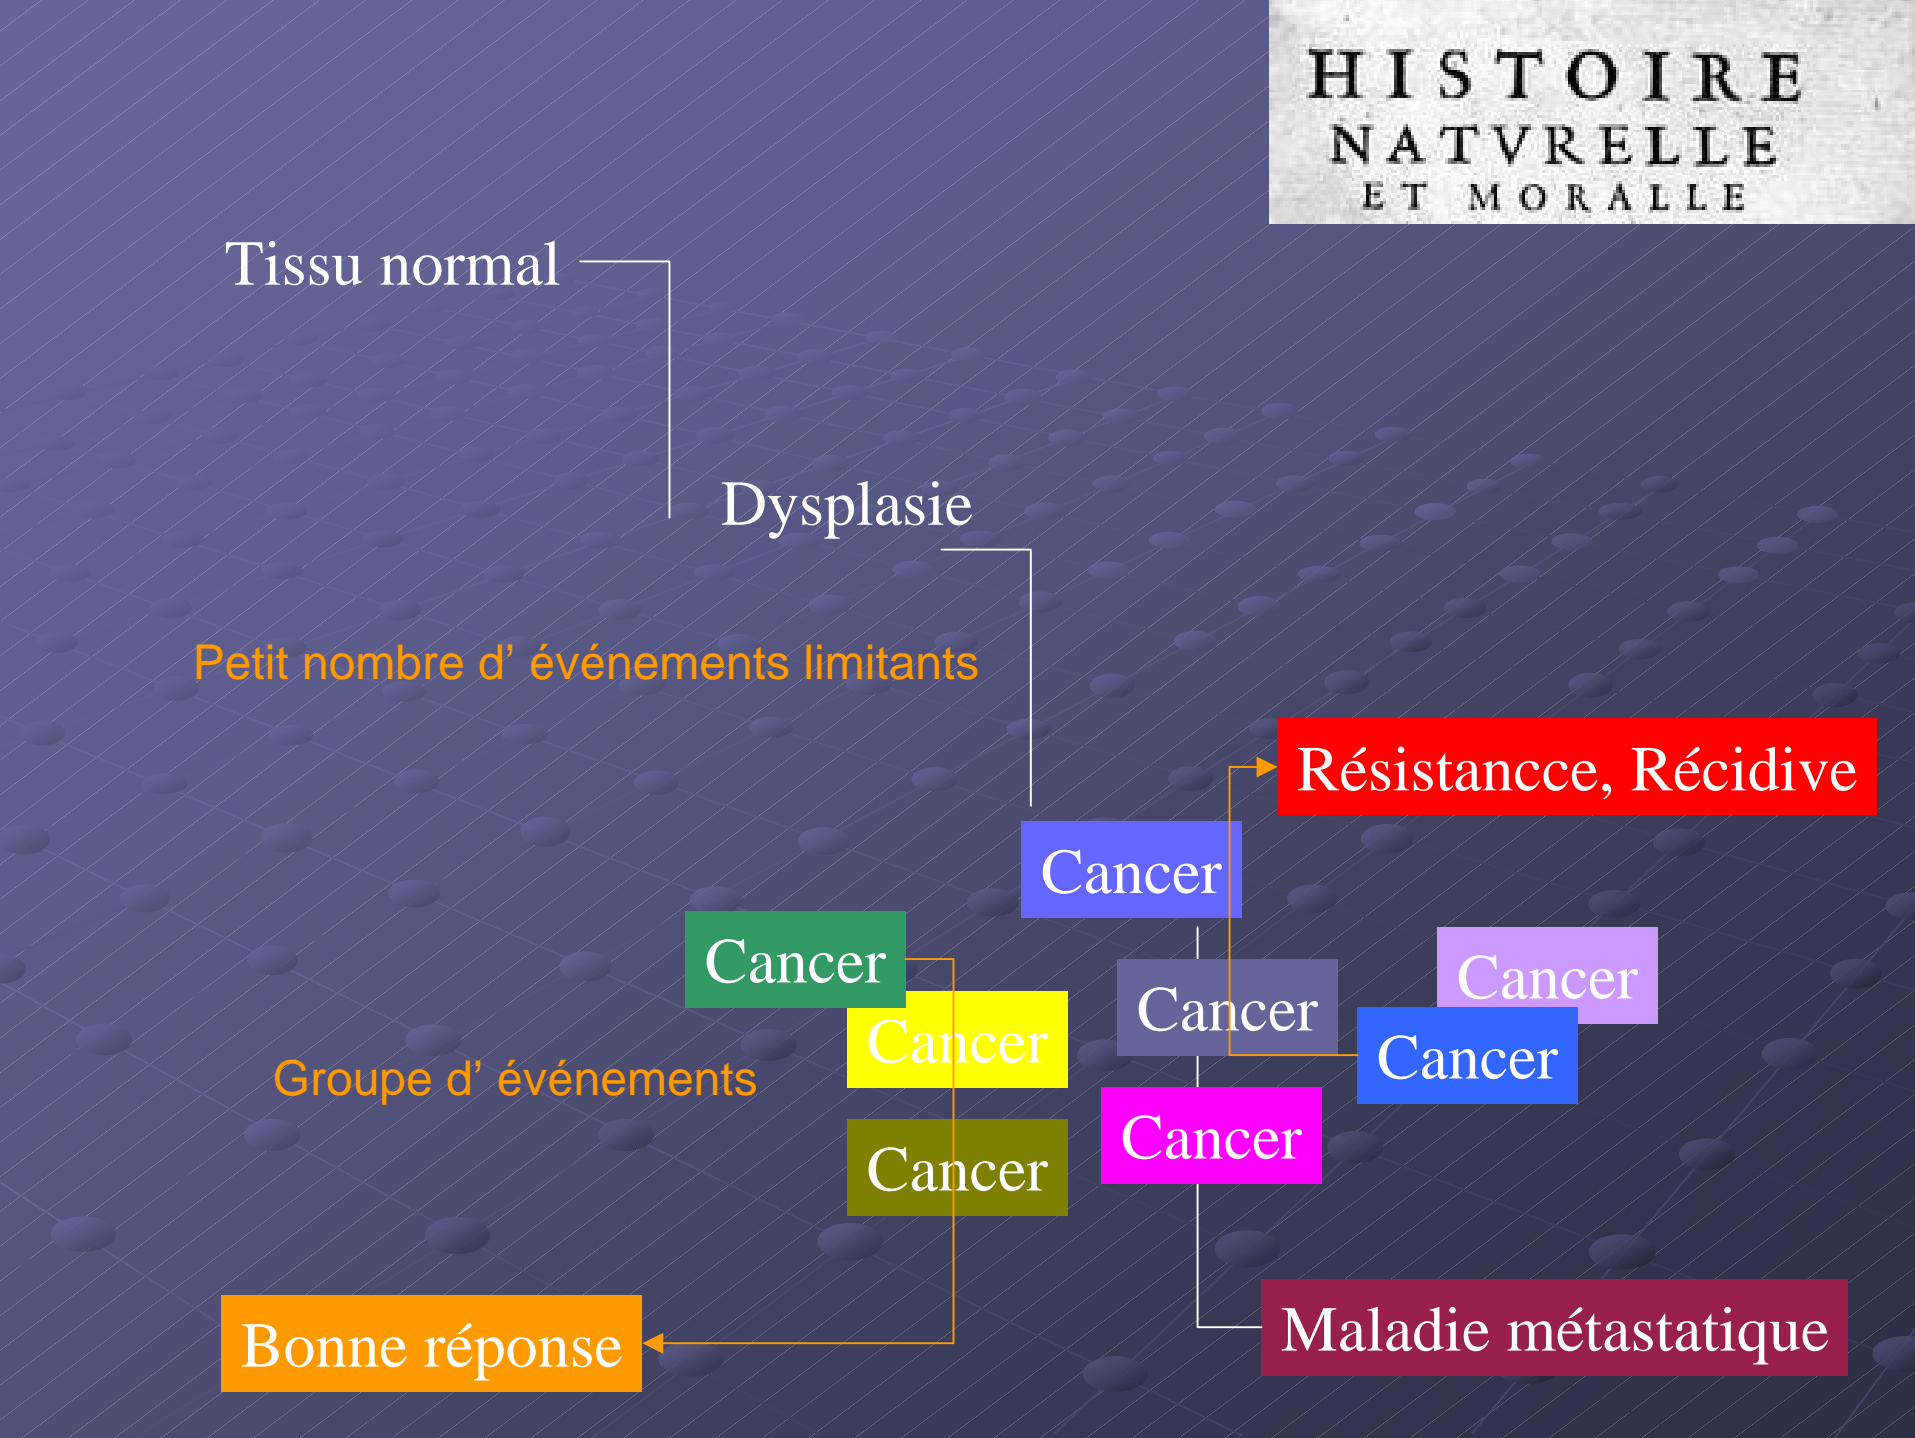 HISTOIRE
NATVRELLE
ET MORALLE
Tissu normal
Dysplasie
Petit nombre d’ événements limitants
Résistancce, Récidive
Cancer
Cancer
Cancer
Cancer
Cancer
Cancer
Groupe d’ événements
Cancer
Cancer
Bonne réponse
Maladie métastatique